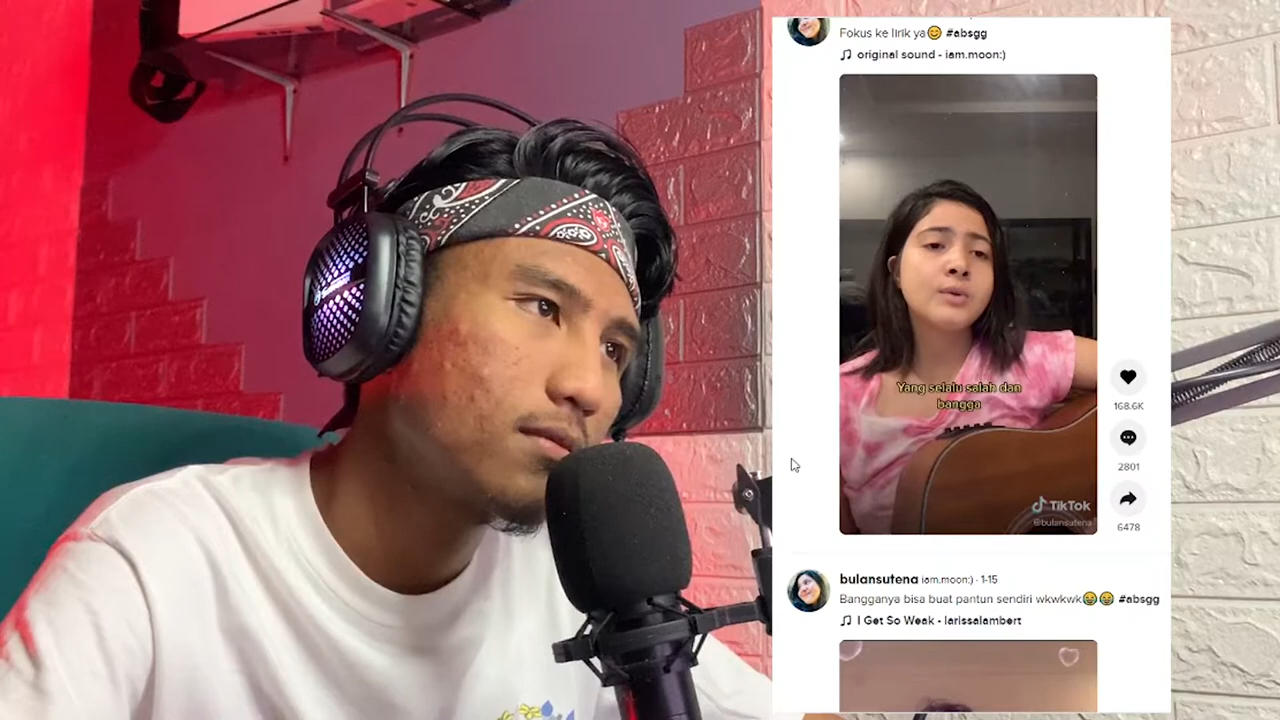 Fokus ke lirik ya😊 #absgg
original sound - iam.moon:)
Yang selalu salah dan
bangga
TikTok
@bulansutena
168.6K
2801
6478
bulansutena iam.moon:) · 1-15
Bangganya bisa buat pantun sendiri wkwkwk😂😂 #absgg
I Get So Weak - larissalambert